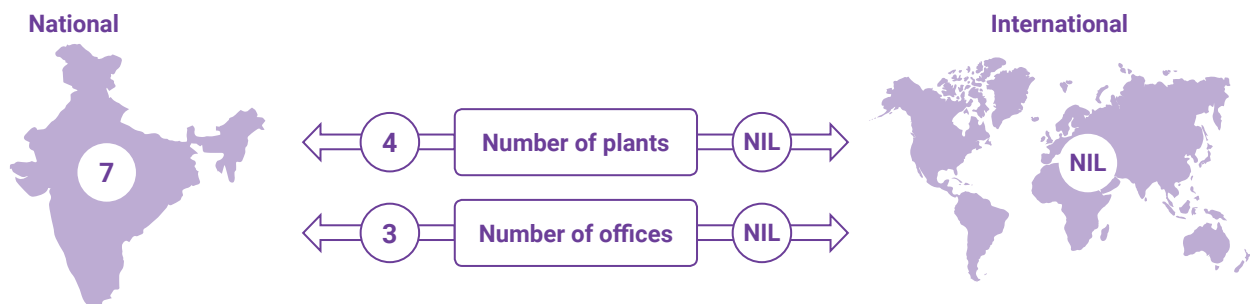 National
International
4
Number of plants
NIL
7
NIL
3
Number of offices
NIL